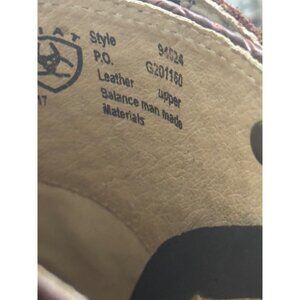 Style 94024
P.O. G201160
Leather upper
Balance man made
Materials